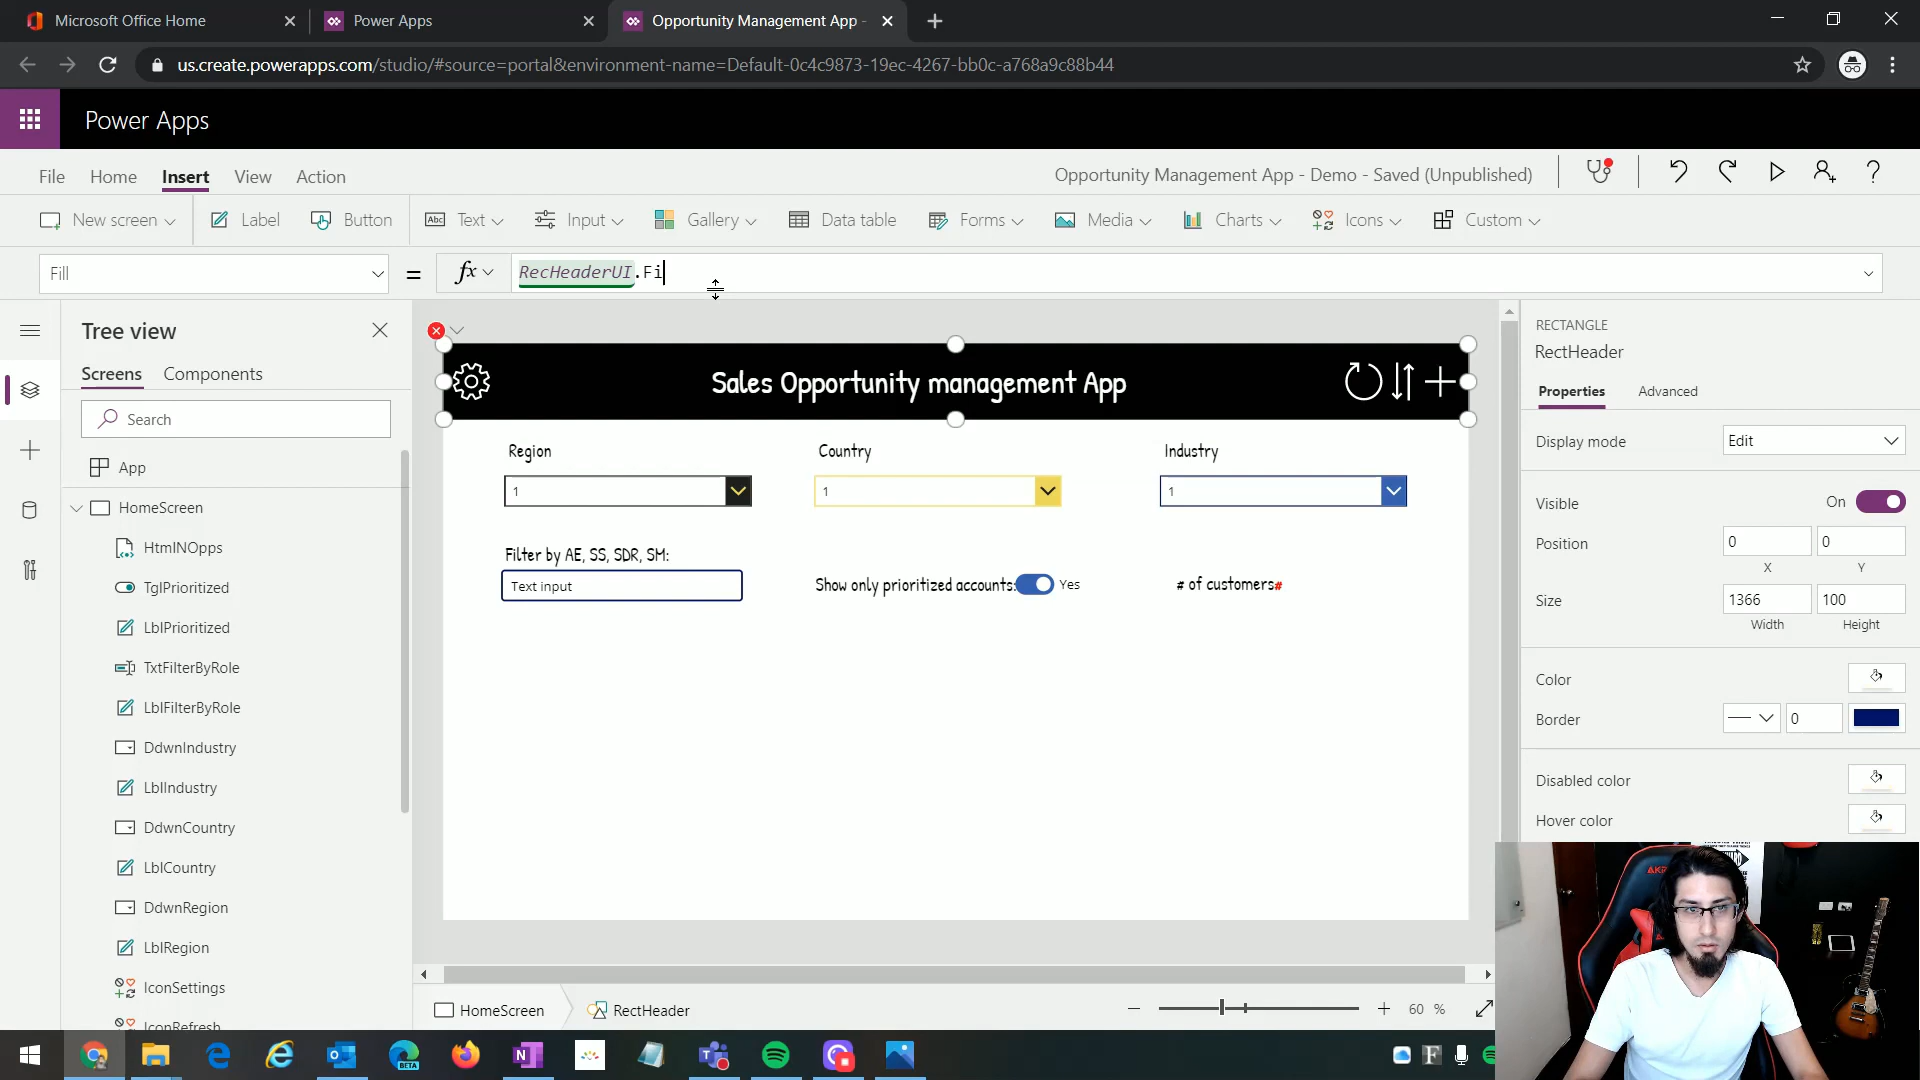 Microsoft Office Home
Power Apps
Opportunity Management App -
us.create.powerapps.com/studio/#source=portal&environment-name=Default-0c4c9873-19ec-4267-bb0c-a768a9c88b44
Power Apps
File Home Insert View Action
Opportunity Management App - Demo - Saved (Unpublished)
New screen Label Button Abc Text Input Gallery Data table Forms Media Charts Icons Custom
Fill = fx RecHeaderUI.Fi
Tree view
Screens Components
Search
App
HomeScreen
HtmlNOpps
TglPrioritized
LblPrioritized
TxtFilterByRole
LblFilterByRole
DdwnIndustry
LblIndustry
DdwnCountry
LblCountry
DdwnRegion
LblRegion
IconSettings
IconRefresh
Sales Opportunity management App
Region Country Industry
1 1 1
Filter by AE, SS, SDR, SM:
Text input
Show only prioritized accounts: Yes
# of customers#
HomeScreen RectHeader
60 %
RECTANGLE
RectHeader
Properties Advanced
Display mode Edit
Visible On
Position 0 0
X Y
Size 1366 100
Width Height
Color
Border 0
Disabled color
Hover color
BETA